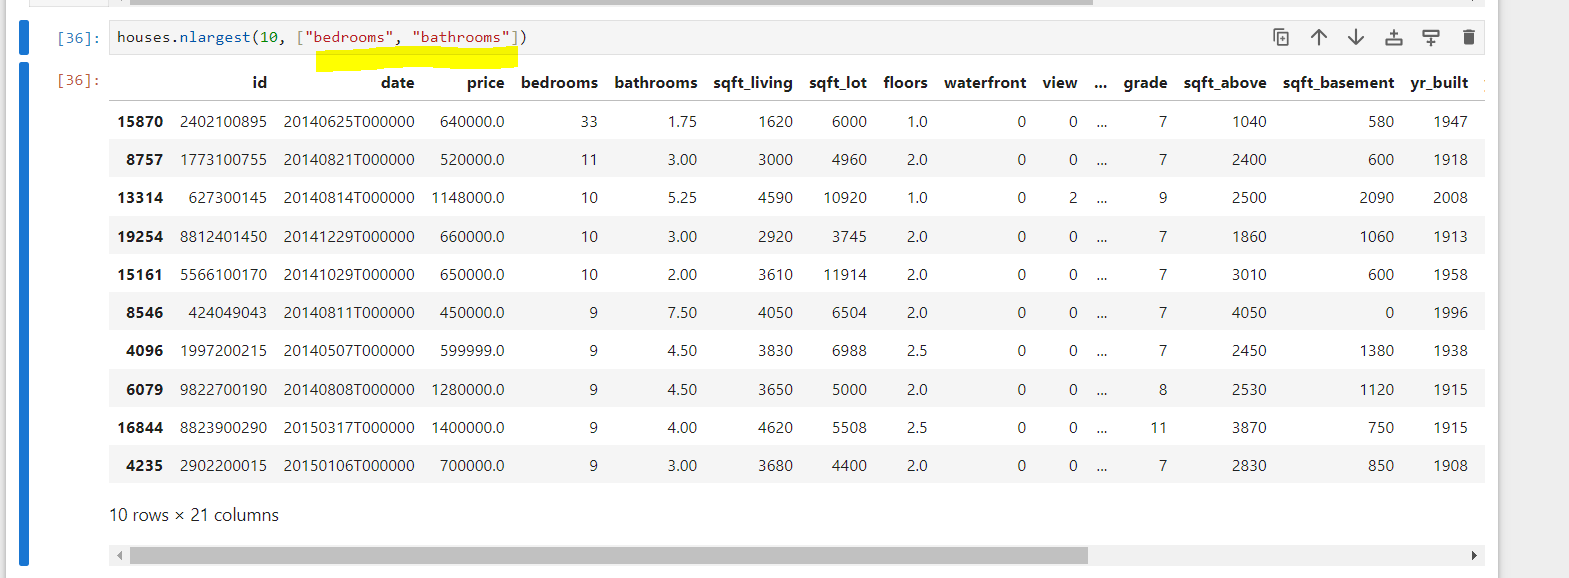 [36]: houses.nlargest(10, ["bedrooms", "bathrooms"])
[36]:
id date price bedrooms bathrooms sqft_living sqft_lot floors waterfront view ... grade sqft_above sqft_basement yr_built
15870 2402100895 20140625T000000 640000.0 33 1.75 1620 6000 1.0 0 0 ... 7 1040 580 1947
8757 1773100755 20140821T000000 520000.0 11 3.00 3000 4960 2.0 0 0 ... 7 2400 600 1918
13314 627300145 20140814T000000 1148000.0 10 5.25 4590 10920 1.0 0 2 ... 9 2500 2090 2008
19254 8812401450 20141229T000000 660000.0 10 3.00 2920 3745 2.0 0 0 ... 7 1860 1060 1913
15161 5566100170 20141029T000000 650000.0 10 2.00 3610 11914 2.0 0 0 ... 7 3010 600 1958
8546 424049043 20140811T000000 450000.0 9 7.50 4050 6504 2.0 0 0 ... 7 4050 0 1996
4096 1997200215 20140507T000000 599999.0 9 4.50 3830 6988 2.5 0 0 ... 7 2450 1380 1938
6079 9822700190 20140808T000000 1280000.0 9 4.50 3650 5000 2.0 0 0 ... 8 2530 1120 1915
16844 8823900290 20150317T000000 1400000.0 9 4.00 4620 5508 2.5 0 0 ... 11 3870 750 1915
4235 2902200015 20150106T000000 700000.0 9 3.00 3680 4400 2.0 0 0 ... 7 2830 850 1908
10 rows × 21 columns